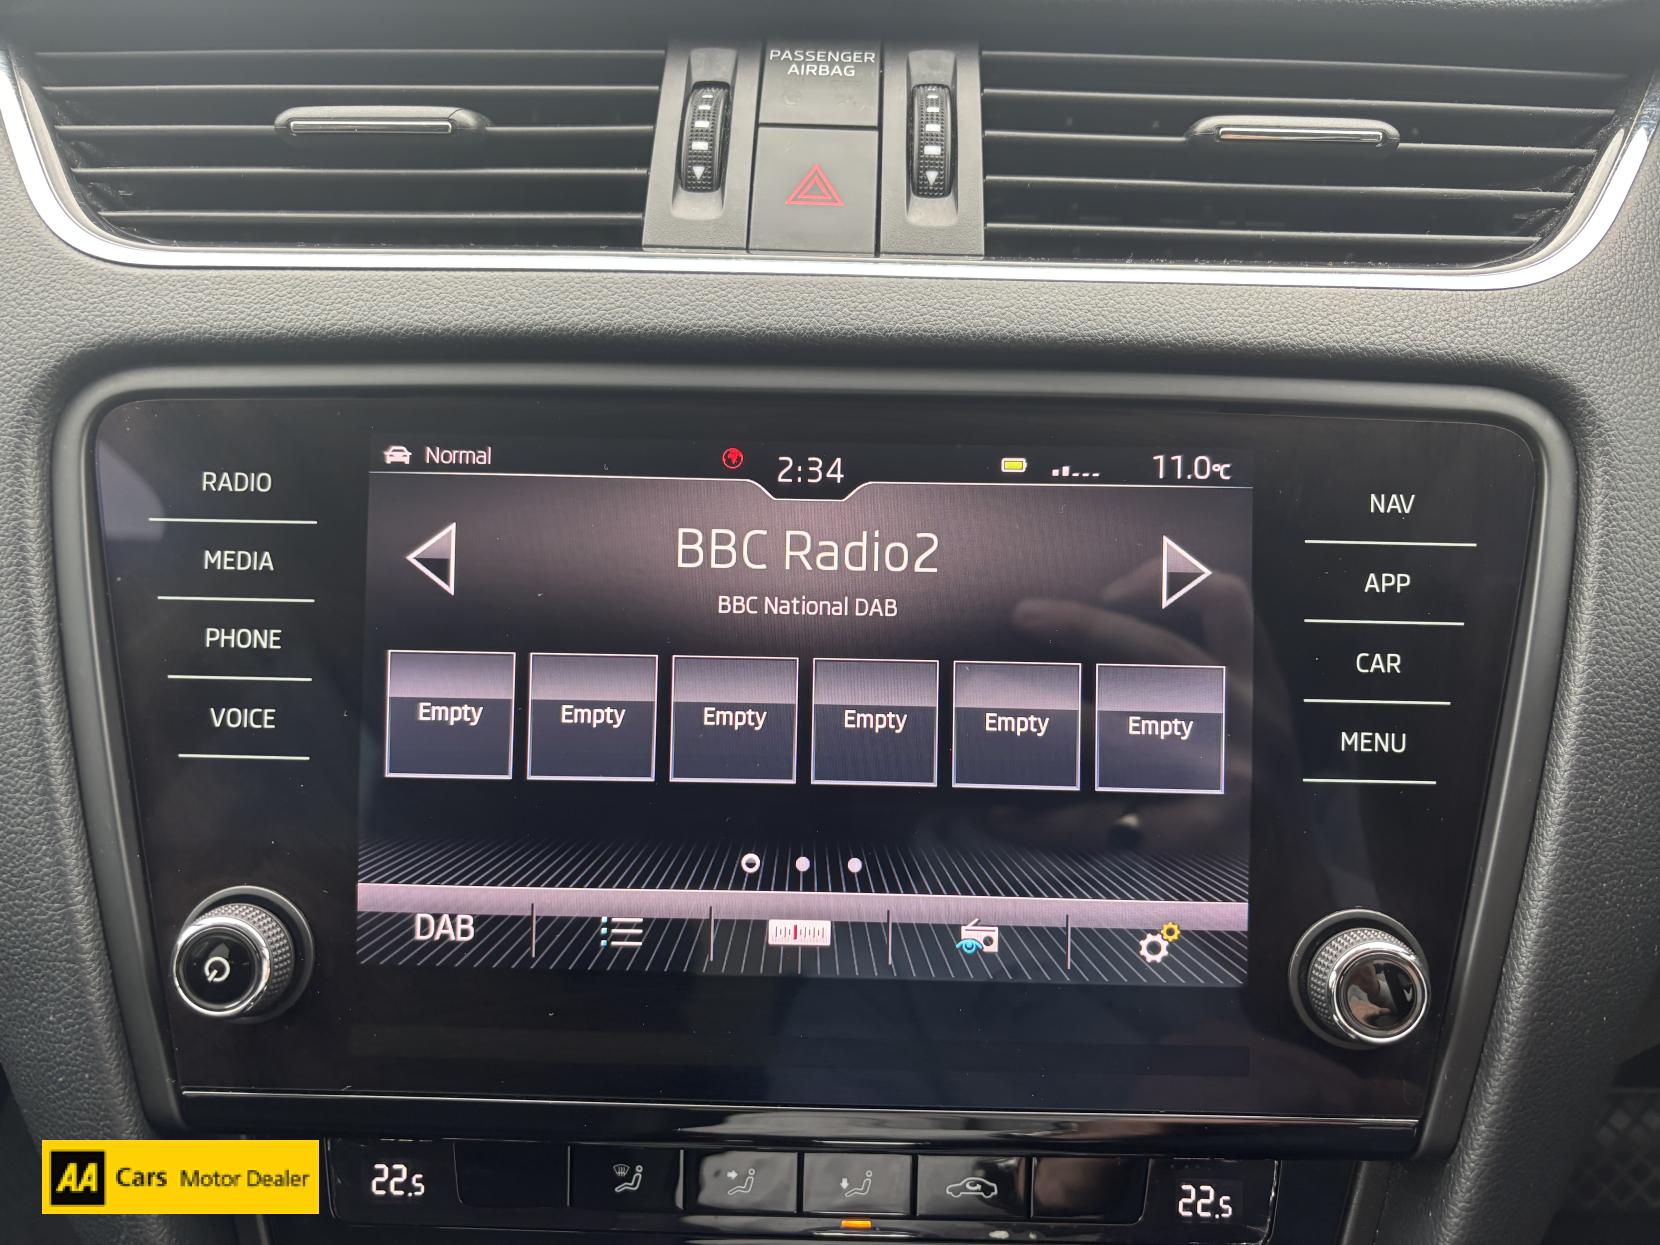 PASSENGER
AIRBAG
Normal
2:34
11.0°C
RADIO
MEDIA
PHONE
VOICE
BBC Radio2
BBC National DAB
Empty Empty Empty Empty Empty Empty
DAB
NAV
APP
CAR
MENU
AA Cars Motor Dealer
22.5
22.5